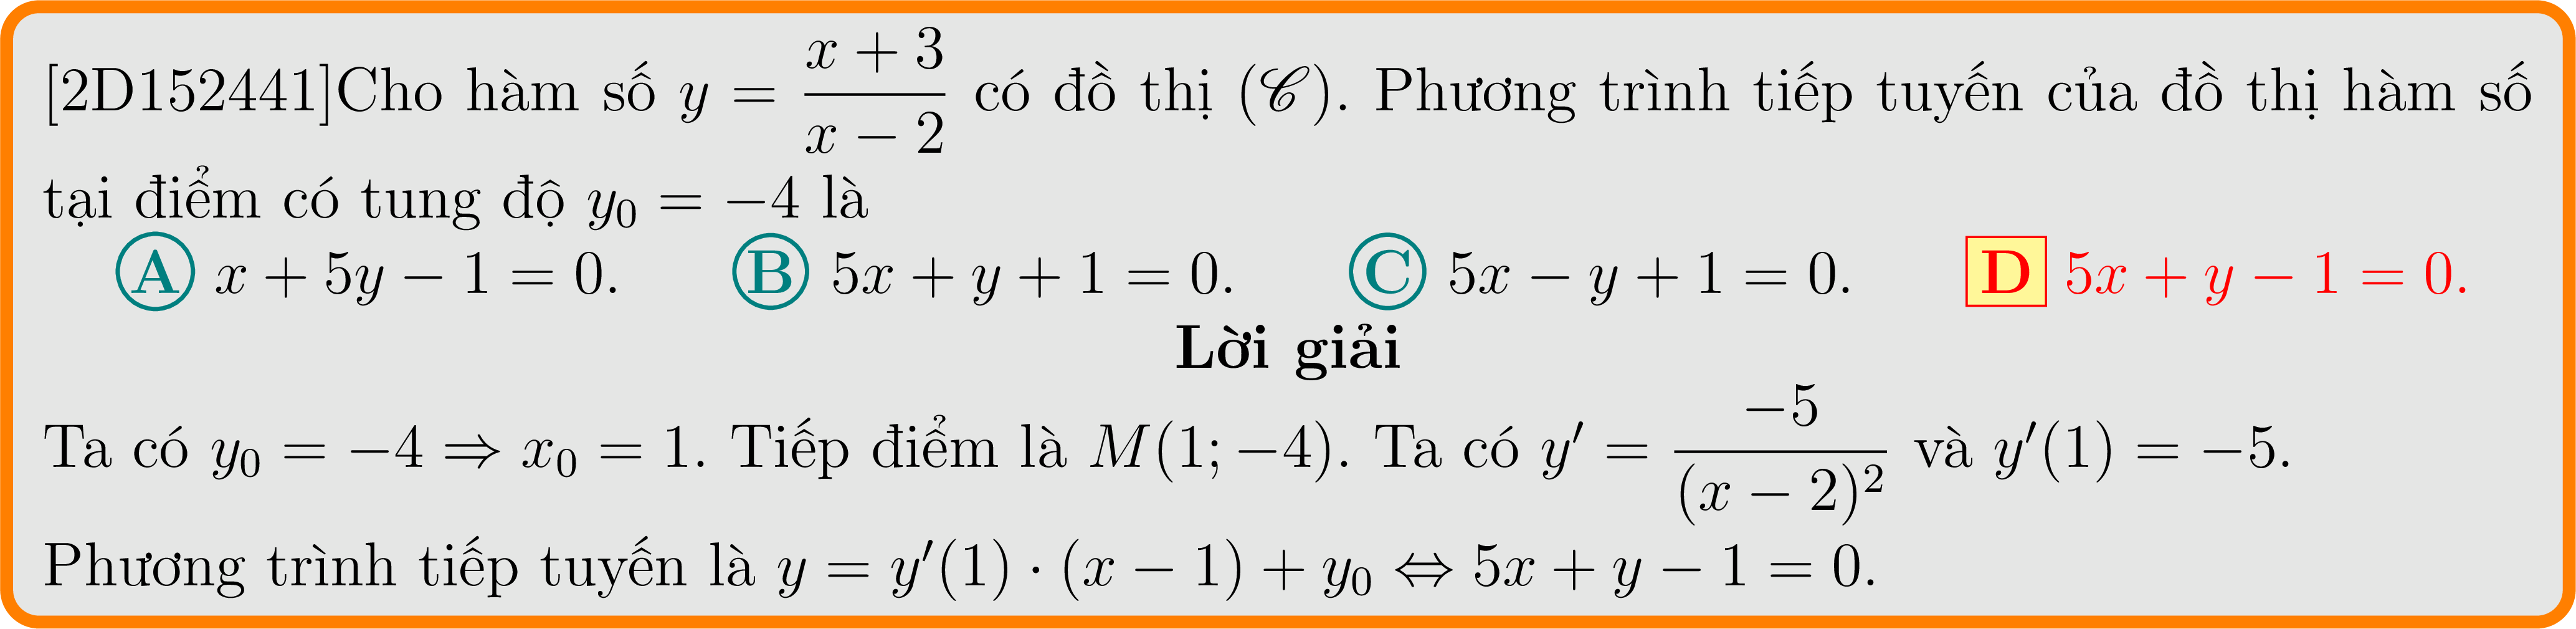 [2D152441]Cho hàm số $y = \dfrac{x+3}{x-2}$ có đồ thị $(\mathscr{C})$. Phương trình tiếp tuyến của đồ thị hàm số
tại điểm có tung độ $y_0 = -4$ là
A $x + 5y - 1 = 0$. B $5x + y + 1 = 0$. C $5x - y + 1 = 0$. D $5x + y - 1 = 0$.
Lời giải
Ta có $y_0 = -4 \Rightarrow x_0 = 1$. Tiếp điểm là $M(1; -4)$. Ta có $y' = \dfrac{-5}{(x-2)^2}$ và $y'(1) = -5$.
Phương trình tiếp tuyến là $y = y'(1) \cdot (x - 1) + y_0 \Leftrightarrow 5x + y - 1 = 0$.